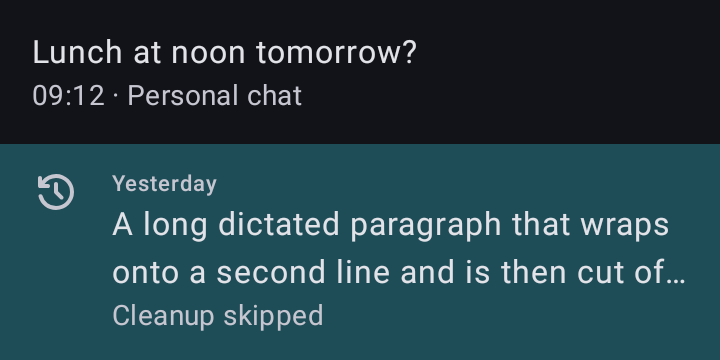 Lunch at noon tomorrow?
09:12 · Personal chat
Yesterday
A long dictated paragraph that wraps
onto a second line and is then cut of…
Cleanup skipped